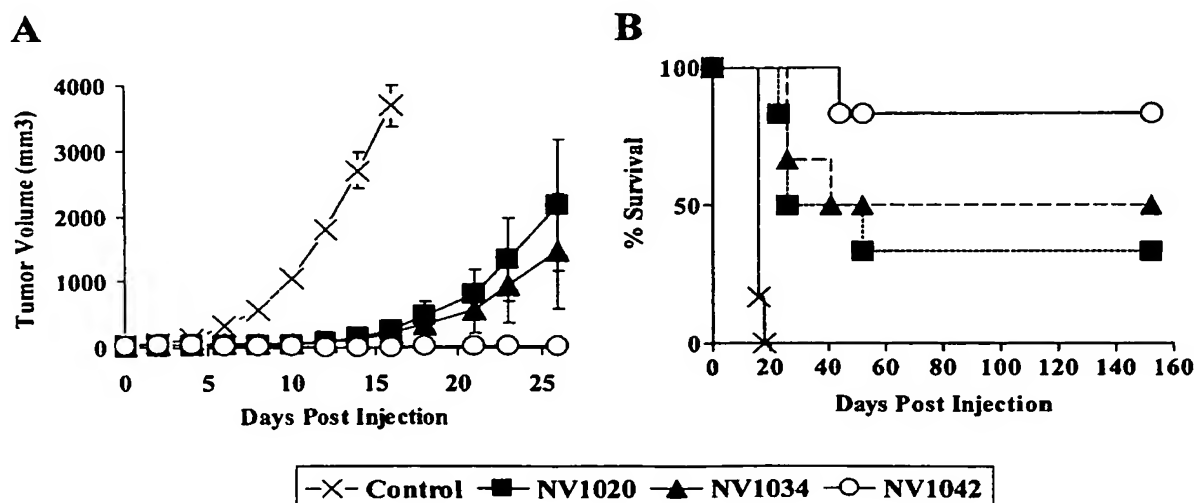 A
Tumor Volume (mm3)
4000
3000
2000
1000
0
0 5 10 15 20 25
Days Post Injection
B
% Survival
100
50
0
0 20 40 60 80 100 120 140 160
Days Post Injection
Control NV1020 NV1034 NV1042